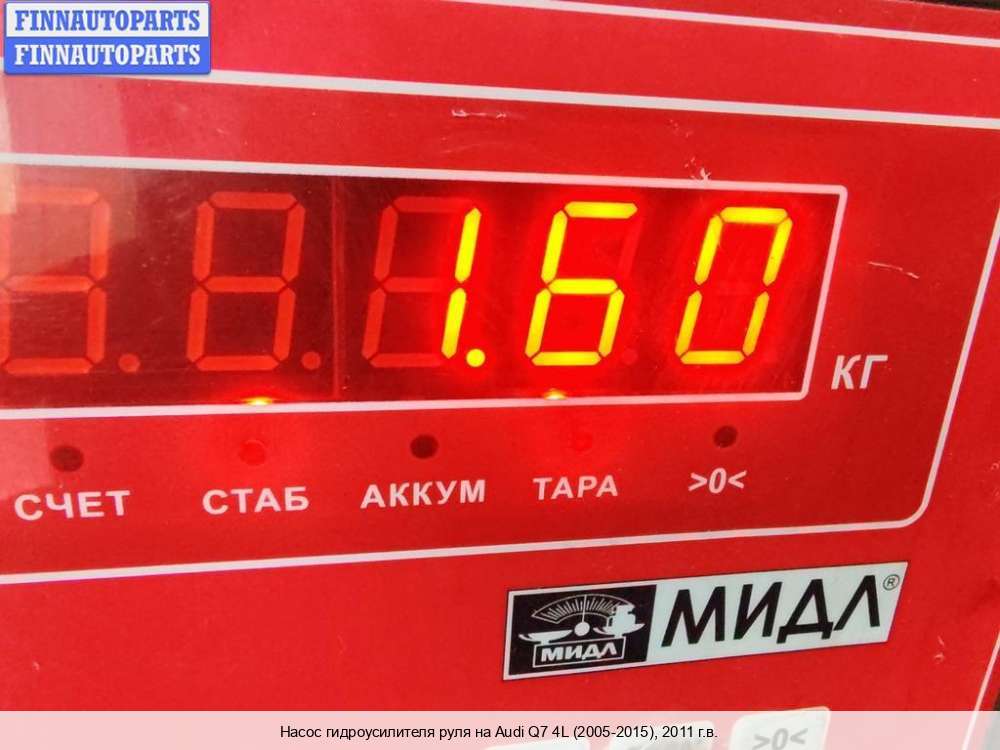 FINNAUTOPARTS
FINNAUTOPARTS
1.60
КГ
СЧЕТ СТАБ АККУМ ТАРА >0<
МИДЛ МИДЛ®
>0<
Насос гидроусилителя руля на Audi Q7 4L (2005-2015), 2011 г.в.